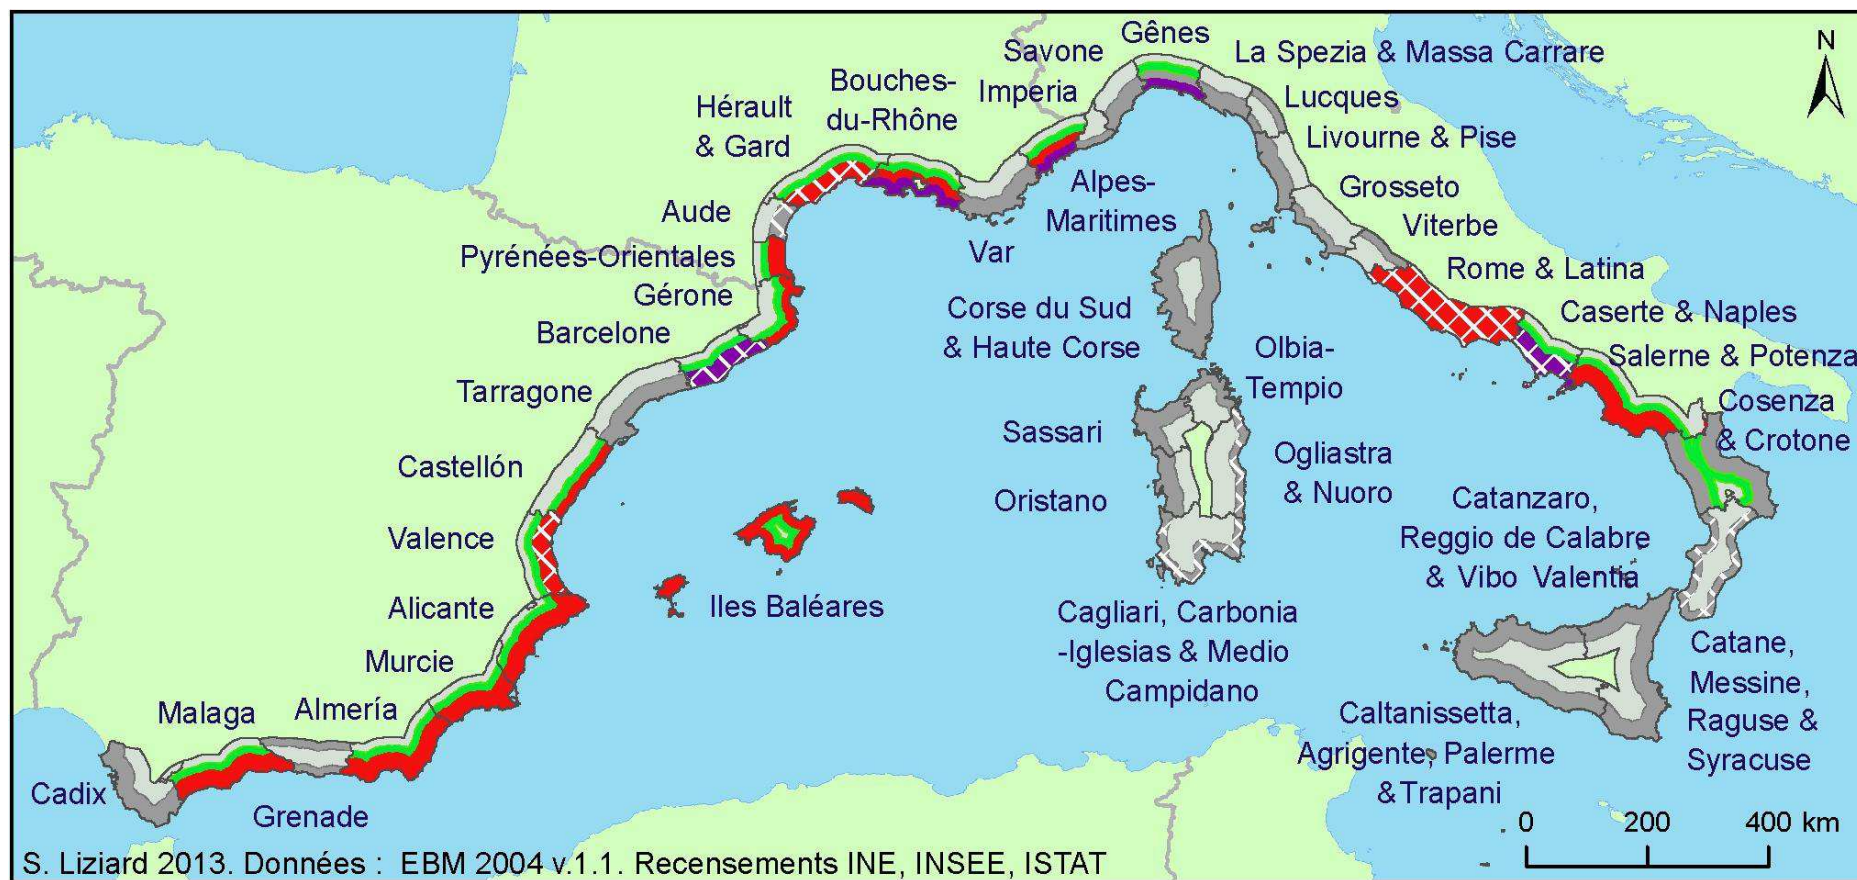 Gênes
N
Savone
La Spezia & Massa Carrare
Bouches-
du-Rhône
Imperia
Lucques
Hérault
& Gard
Livourne & Pise
Alpes-
Maritimes
Grosseto
Aude
Viterbe
Var
Pyrénées-Orientales
Rome & Latina
Gérone
Corse du Sud
& Haute Corse
Caserte & Naples
Barcelone
Olbia-
Tempio
Salerne & Potenza
Tarragone
Cosenza
& Crotone
Sassari
Castellón
Ogliastra
& Nuoro
Oristano
Catanzaro,
Reggio de Calabre
& Vibo Valentia
Valence
Alicante
Iles Baléares
Cagliari, Carbonia
-Iglesias & Medio
Campidano
Murcie
Catane,
Messine,
Raguse &
Syracuse
Malaga
Almería
Caltanissetta,
Agrigente, Palerme
& Trapani
Cadix
Grenade
0 200 400 km
S. Liziard 2013. Données : EBM 2004 v.1.1. Recensements INE, INSEE, ISTAT